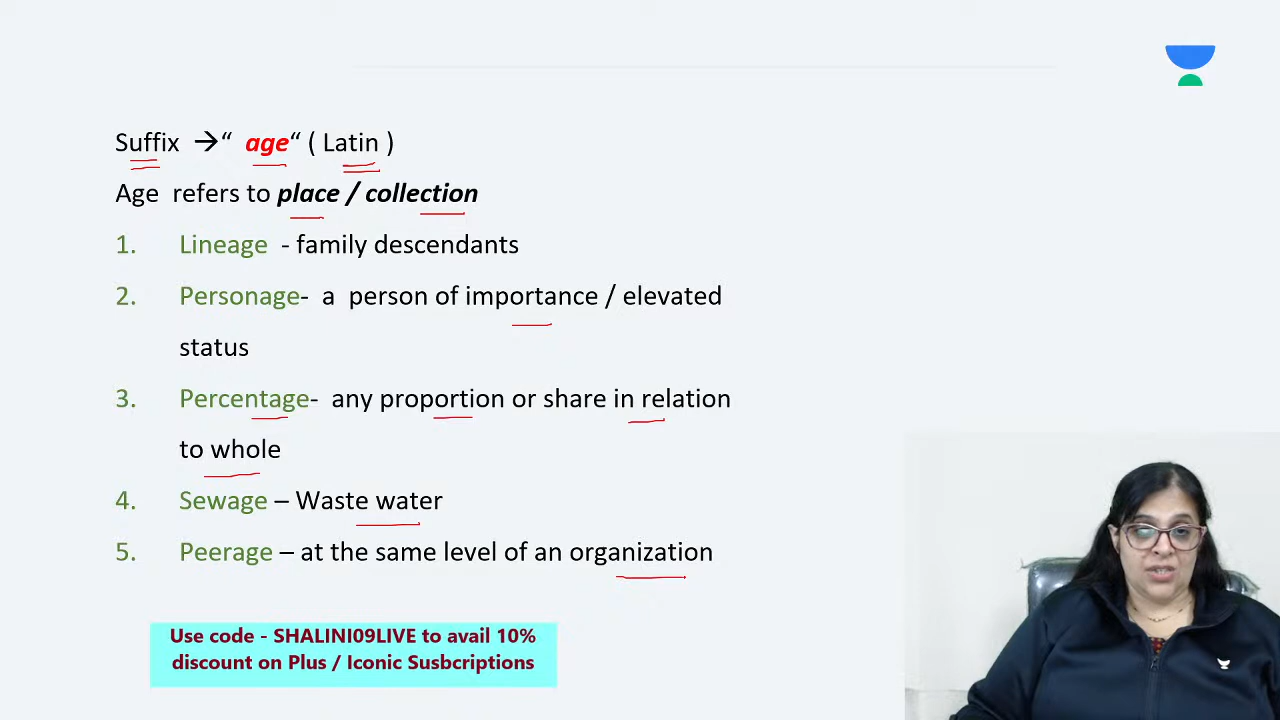 Suffix → “ age“ ( Latin )
Age refers to place / collection
1. Lineage - family descendants
2. Personage- a person of importance / elevated
status
3. Percentage- any proportion or share in relation
to whole
4. Sewage – Waste water
5. Peerage – at the same level of an organization
Use code - SHALINI09LIVE to avail 10%
discount on Plus / Iconic Susbcriptions